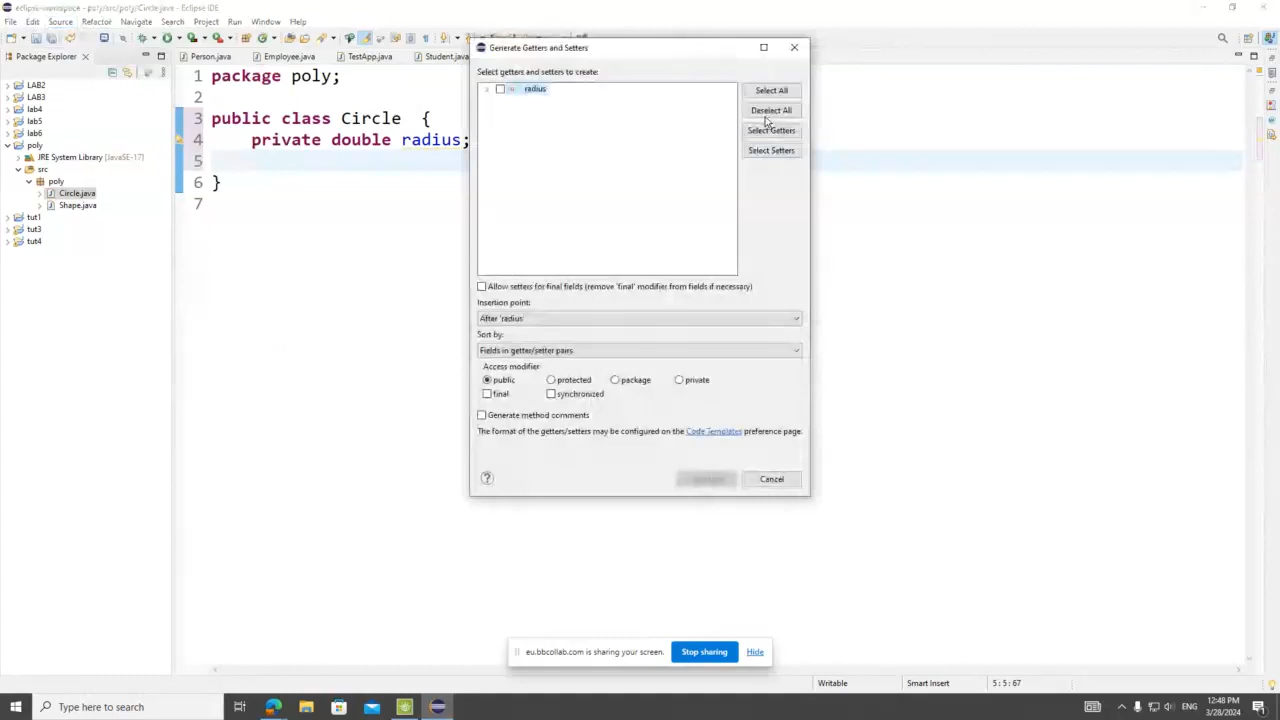 eclipse-workspace - poly/src/poly/Circle.java - Eclipse IDE
File Edit Source Refactor Navigate Search Project Run Window Help
Package Explorer
Person.java
Employee.java
TestApp.java
Student.java
LAB2
LAB3
lab4
lab5
lab6
poly
JRE System Library [JavaSE-17]
src
poly
Circle.java
Shape.java
tut1
tut3
tut4
1 package poly;
2
3 public class Circle {
4 private double radius;
5
6 }
7
Generate Getters and Setters
Select getters and setters to create:
radius
Select All
Deselect All
Select Getters
Select Setters
Allow setters for final fields (remove 'final' modifier from fields if necessary)
Insertion point:
After 'radius'
Sort by:
Fields in getter/setter pairs
Access modifier
public protected package private
final synchronized
Generate method comments
The format of the getters/setters may be configured on the Code Templates preference page.
Cancel
eu.bbcollab.com is sharing your screen.
Stop sharing
Hide
Writable
Smart Insert
5 : 5 : 67
Type here to search
ENG
12:48 PM
3/28/2024